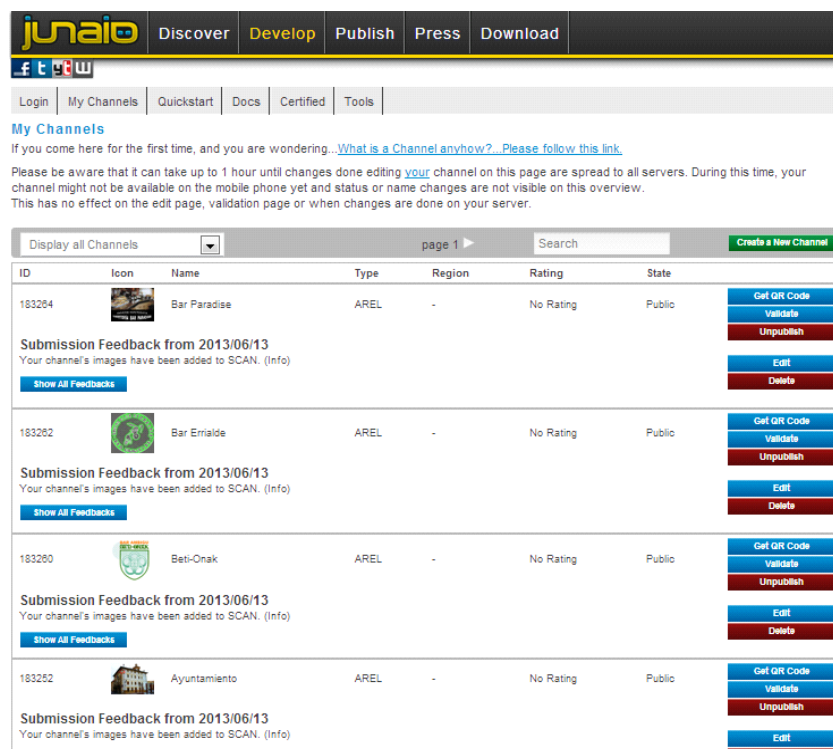 junaio Discover Develop Publish Press Download
f t yt w
Login My Channels Quickstart Docs Certified Tools
My Channels
If you come here for the first time, and you are wondering...What is a Channel anyhow?...Please follow this link.
Please be aware that it can take up to 1 hour until changes done editing your channel on this page are spread to all servers. During this time, your
channel might not be available on the mobile phone yet and status or name changes are not visible on this overview.
This has no effect on the edit page, validation page or when changes are done on your server.
Display all Channels page 1 Search Create a New Channel
ID Icon Name Type Region Rating State
183264 Bar Paradise AREL - No Rating Public
Get QR Code
Validate
Unpublish
Submission Feedback from 2013/06/13
Your channel's images have been added to SCAN. (Info)
Edit
Show All Feedbacks Delete
183262 Bar Errialde AREL - No Rating Public
Get QR Code
Validate
Unpublish
Submission Feedback from 2013/06/13
Your channel's images have been added to SCAN. (Info)
Edit
Show All Feedbacks Delete
BETI-ONAK
183260 Beti-Onak AREL - No Rating Public
Get QR Code
Validate
Unpublish
Submission Feedback from 2013/06/13
Your channel's images have been added to SCAN. (Info)
Edit
Show All Feedbacks Delete
183252 Ayuntamiento AREL - No Rating Public
Get QR Code
Validate
Unpublish
Submission Feedback from 2013/06/13
Your channel's images have been added to SCAN. (Info)
Edit